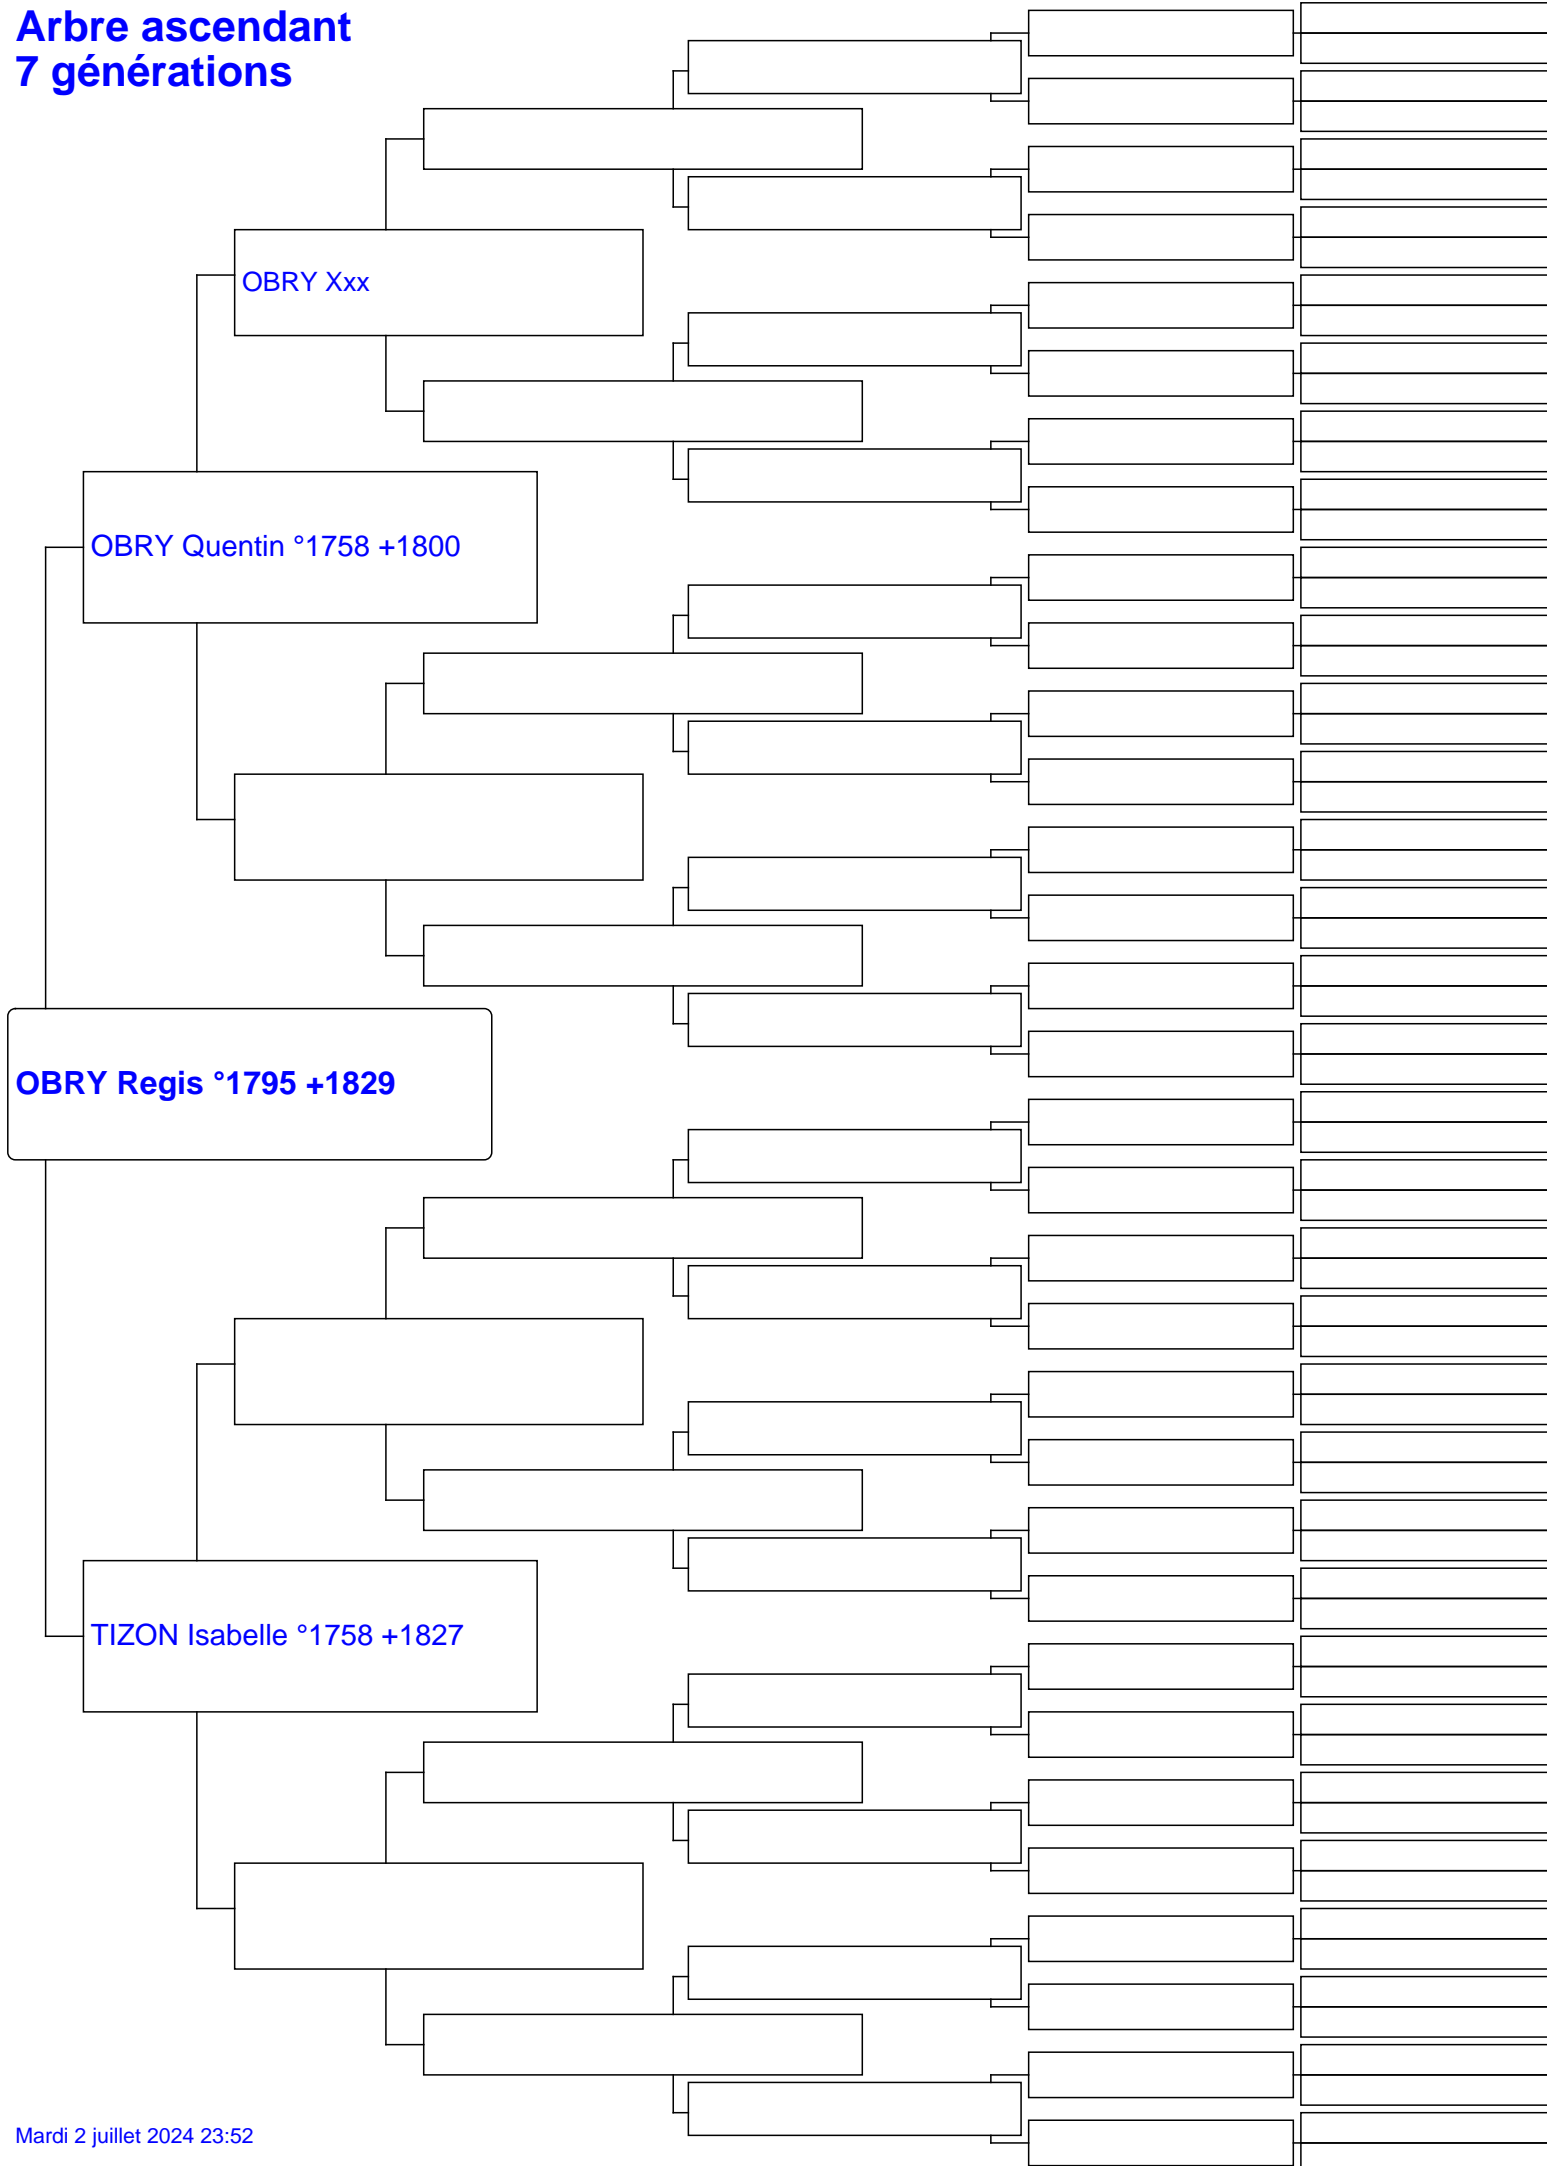 Arbre ascendant
7 générations
OBRY Xxx
OBRY Quentin °1758 +1800
OBRY Regis °1795 +1829
TIZON Isabelle °1758 +1827
Mardi 2 juillet 2024 23:52